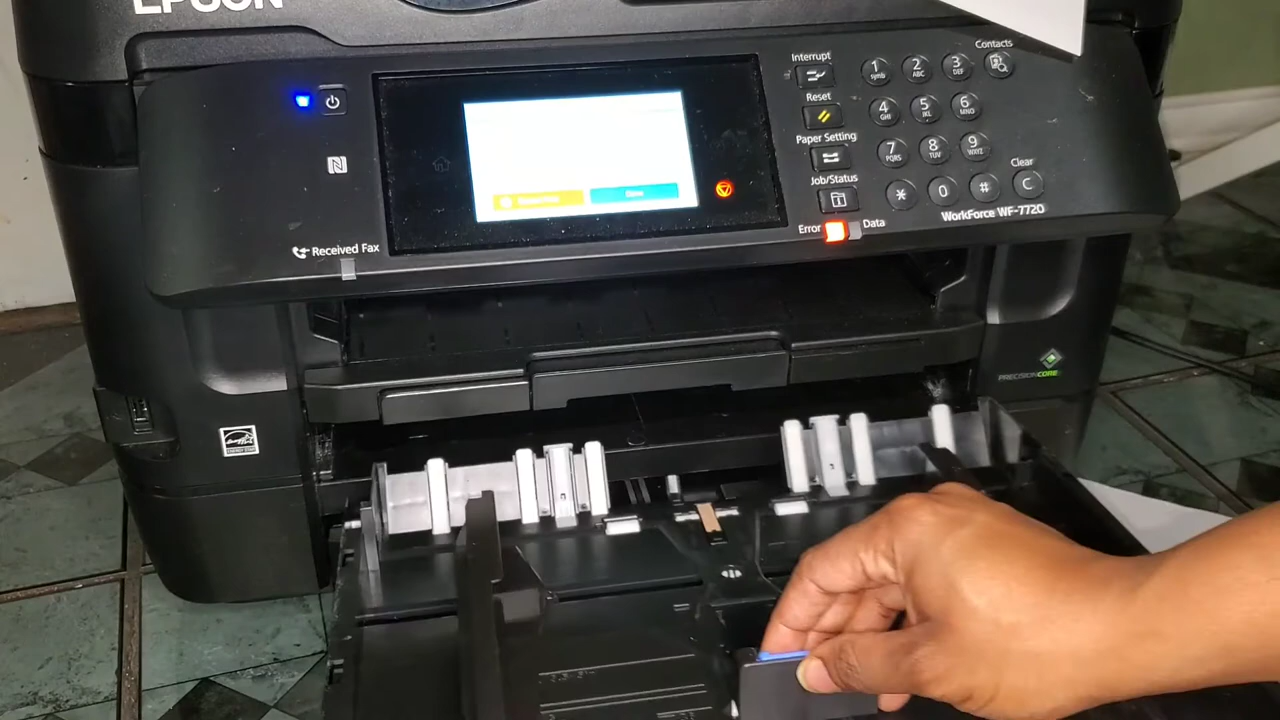 EPSON
Interrupt
Contacts
Reset
Paper Setting
Job/Status
Clear
1 symb
2 ABC
3 DEF
4 GHI
5 JKL
6 MNO
7 PQRS
8 TUV
9 WXYZ
*
0
#
C
Error
Data
WorkForce WF-7720
Received Fax
N
PRECISIONCORE